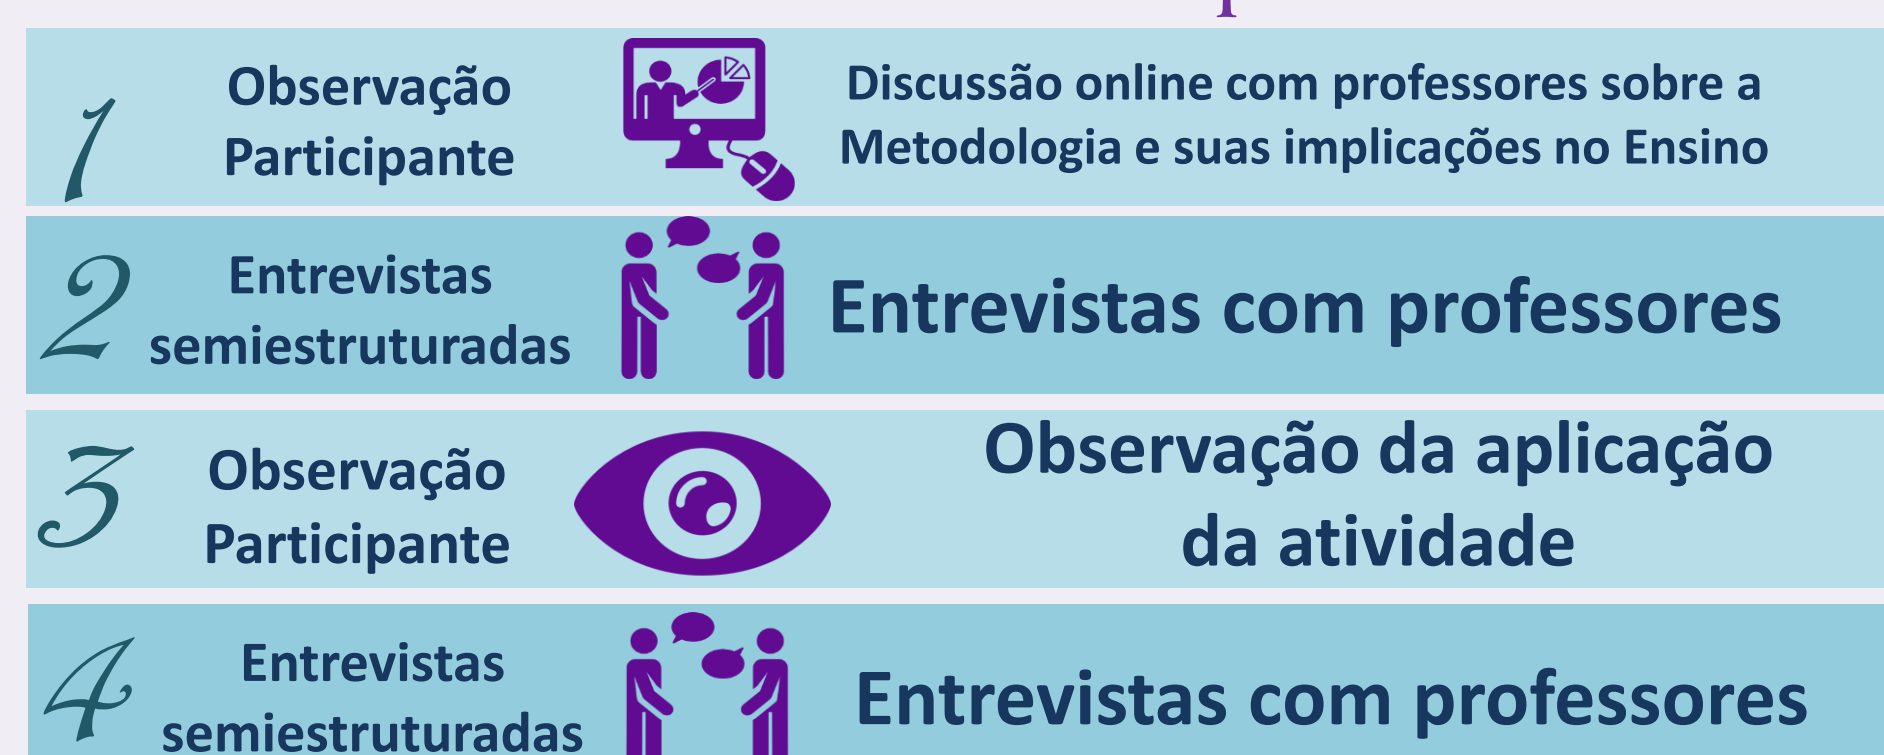 1
Observação
Participante
Discussão online com professores sobre a
Metodologia e suas implicações no Ensino
2
Entrevistas
semiestruturadas
Entrevistas com professores
3
Observação
Participante
Observação da aplicação
da atividade
4
Entrevistas
semiestruturadas
Entrevistas com professores